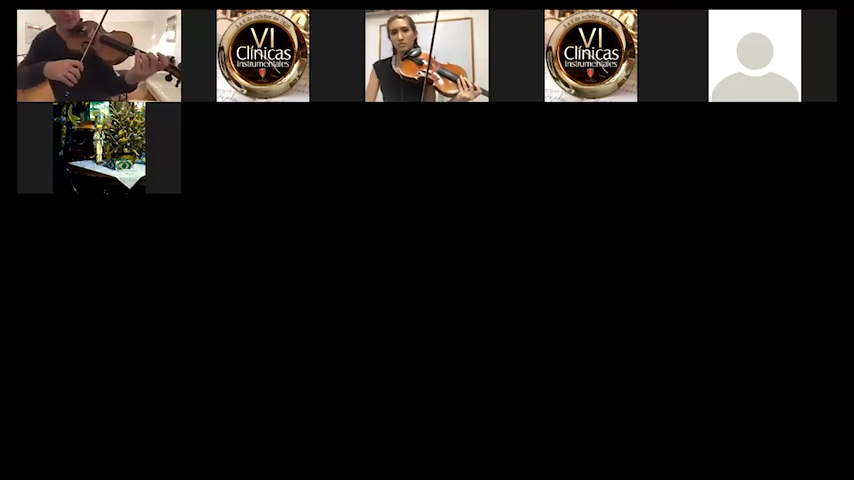 VI
Clínicas
Instrumentales
VI
Clínicas
Instrumentales